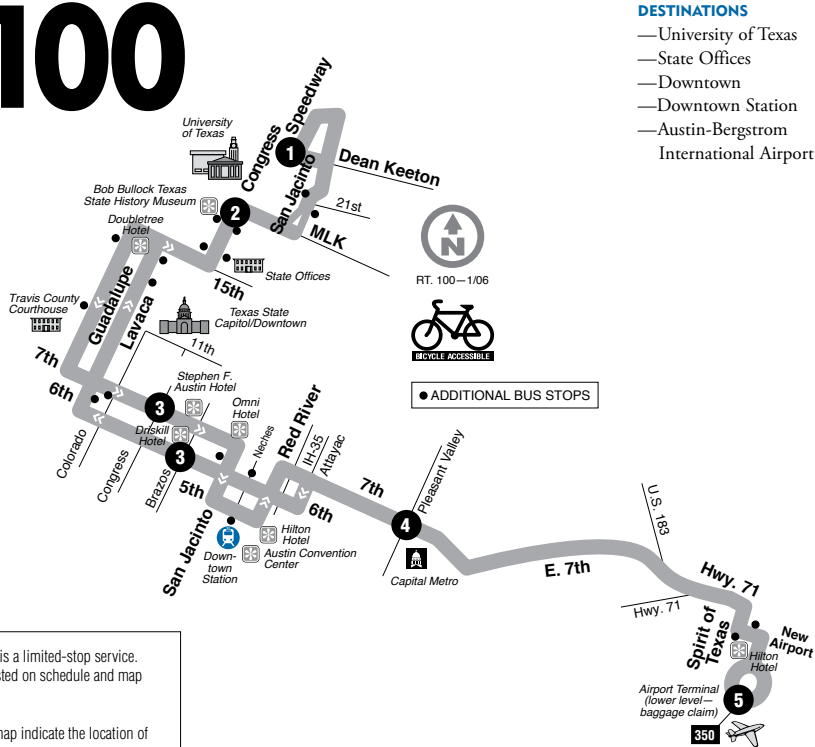 100
DESTINATIONS
—University of Texas
—State Offices
—Downtown
—Downtown Station
—Austin-Bergstrom
International Airport
University
of Texas
Congress
Speedway
1
San Jacinto
Dean Keeton
21st
MLK
Bob Bullock Texas
State History Museum
2
Doubletree
Hotel
State Offices
15th
N
RT. 100—1/06
BICYCLE ACCESSIBLE
● ADDITIONAL BUS STOPS
Travis County
Courthouse
Guadalupe
Lavaca
Texas State
Capitol/Downtown
11th
7th
6th
Stephen F.
Austin Hotel
3
Omni
Hotel
Driskill
Hotel
3
Colorado
Congress
Brazos
5th
San Jacinto
Neches
Red River
IH-35
Attayac
6th
7th
Down-
town
Station
Hilton
Hotel
Austin Convention
Center
Pleasant Valley
4
Capital Metro
E. 7th
U.S. 183
Hwy. 71
Hwy. 71
Spirit of
Texas
New
Airport
Hilton
Hotel
Airport Terminal
(lower level—
baggage claim)
5
350
is a limited-stop service.
sted on schedule and map
map indicate the location of